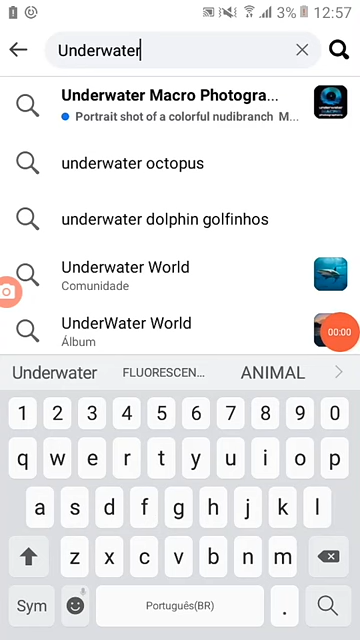 3% 12:57
Underwater
Underwater Macro Photogra...
Portrait shot of a colorful nudibranch M...
underwater octopus
underwater dolphin golfinhos
Underwater World
Comunidade
UnderWater World
Álbum
00:00
Underwater FLUORESCEN... ANIMAL
1 2 3 4 5 6 7 8 9 0
q w e r t y u i o p
a s d f g h j k l
z x c v b n m
Sym Português(BR) .